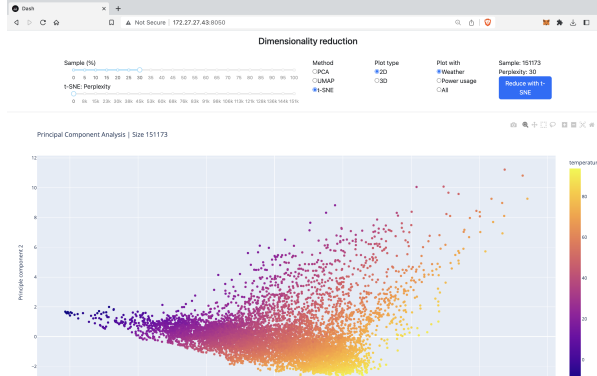 Dash
Not Secure | 172.27.27.43:8050
Dimensionality reduction
Sample (%)
0 5 10 15 20 25 30 35 40 45 50 55 60 65 70 75 80 85 90 95 100
t-SNE: Perplexity
Method
PCA
UMAP
t-SNE
Plot type
2D
3D
Plot with
Weather
Power usage
All
Sample: 151173
Perplexity: 30
Reduce with t-
SNE
Principal Component Analysis | Size 151173
temperatur
12
10
8
6
4
2
0
-2
Principle component 2
80
60
40
20
0